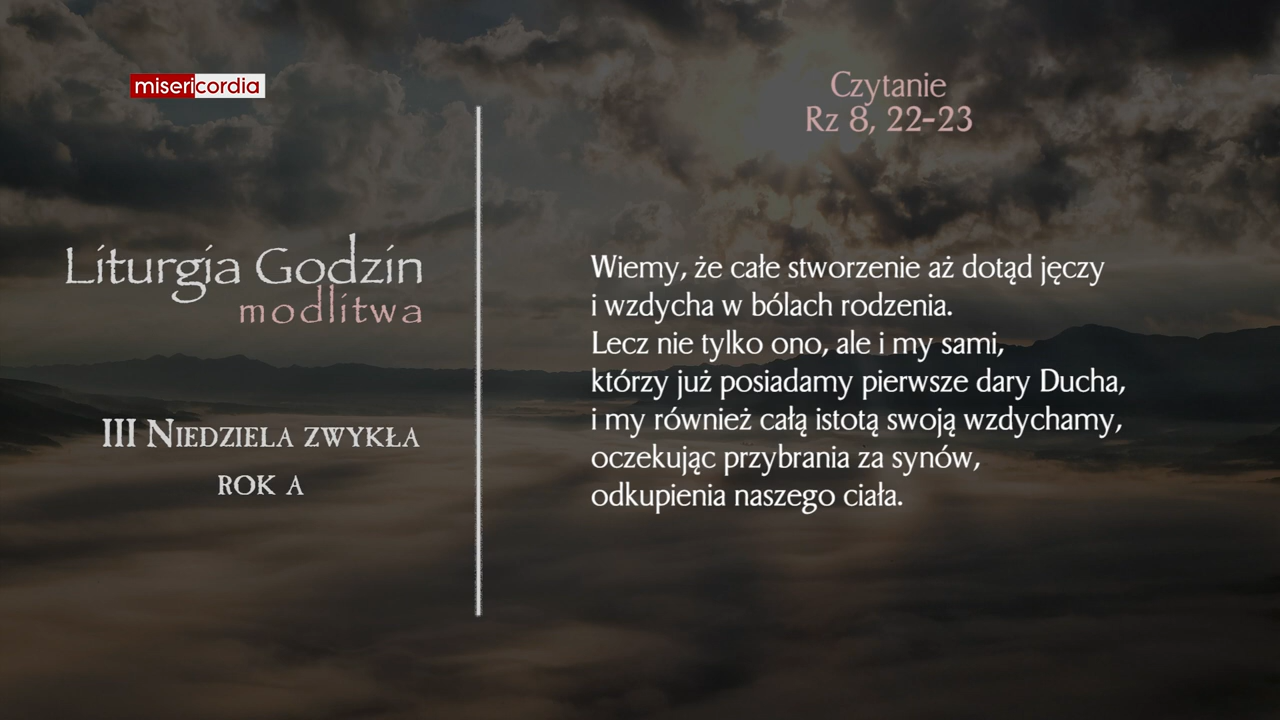 misericordia
Liturgia Godzin
modlitwa
III Niedziela zwykła
rok A
Czytanie
Rz 8, 22-23
Wiemy, że całe stworzenie aż dotąd jęczy
i wzdycha w bólach rodzenia.
Lecz nie tylko ono, ale i my sami,
którzy już posiadamy pierwsze dary Ducha,
i my również całą istotą swoją wzdychamy,
oczekując przybrania za synów,
odkupienia naszego ciała.